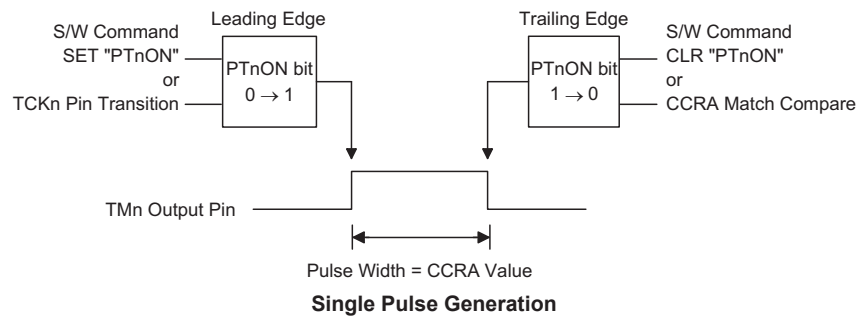 Leading Edge
S/W Command
SET "PTnON"
or
TCKn Pin Transition
PTnON bit
0 → 1
Trailing Edge
PTnON bit
1 → 0
S/W Command
CLR "PTnON"
or
CCRA Match Compare
TMn Output Pin
Pulse Width = CCRA Value
Single Pulse Generation